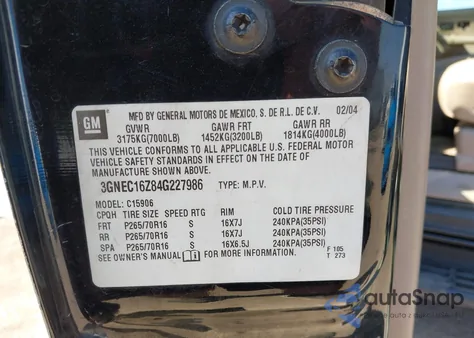 GM
MFD BY GENERAL MOTORS DE MEXICO, S. DE R.L. DE C.V. 02/04
GVWR GAWR FRT GAWR RR
3175KG(7000LB) 1452KG(3200LB) 1814KG(4000LB)
THIS VEHICLE CONFORMS TO ALL APPLICABLE U.S. FEDERAL MOTOR
VEHICLE SAFETY STANDARDS IN EFFECT ON THE DATE OF
MANUFACTURE SHOWN ABOVE.
3GNEC16Z84G227986 TYPE: M.P.V.
MODEL: C15906
CPQH TIRE SIZE SPEED RTG RIM COLD TIRE PRESSURE
FRT P265/70R16 S 16X7J 240KPA(35PSI)
RR P265/70R16 S 16X7J 240KPA(35PSI)
SPA P265/70R16 S 16X6.5J 240KPA(35PSI)
SEE OWNER'S MANUAL FOR MORE INFORMATION. F 105
T 273
autoSnap